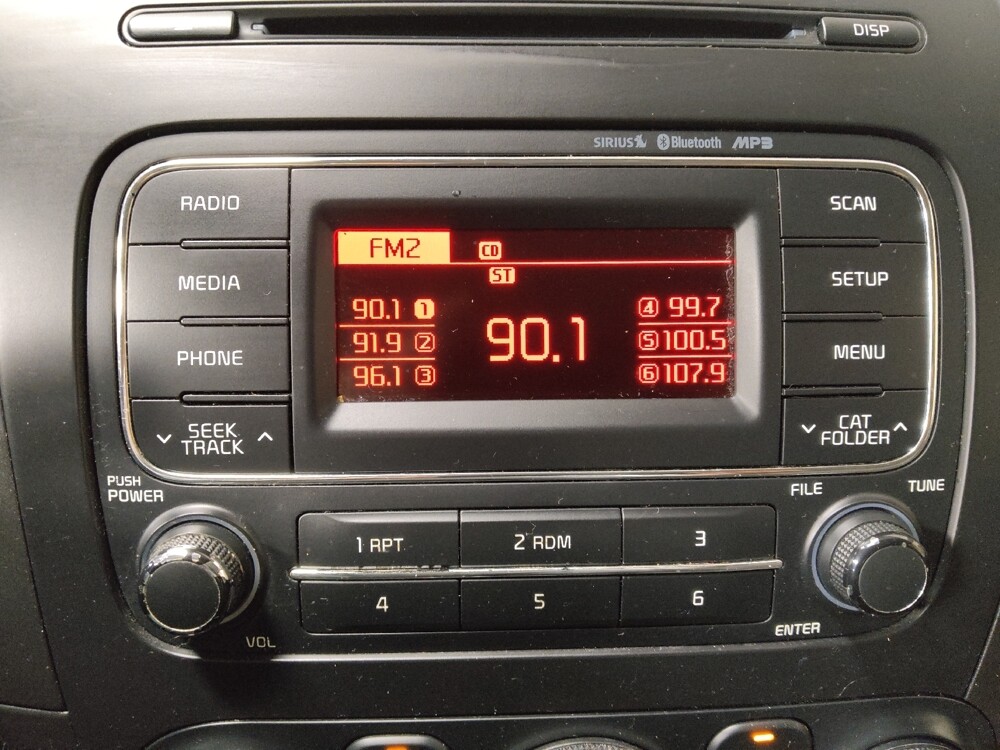 DISP
SIRIUS Bluetooth MP3
RADIO
MEDIA
PHONE
SEEK
TRACK
FM2 CD
ST
90.1 1
91.9 2
96.1 3
90.1
4 99.7
5 100.5
6 107.9
SCAN
SETUP
MENU
CAT
FOLDER
PUSH
POWER
VOL
1 RPT 2 RDM 3
4 5 6
FILE TUNE
ENTER